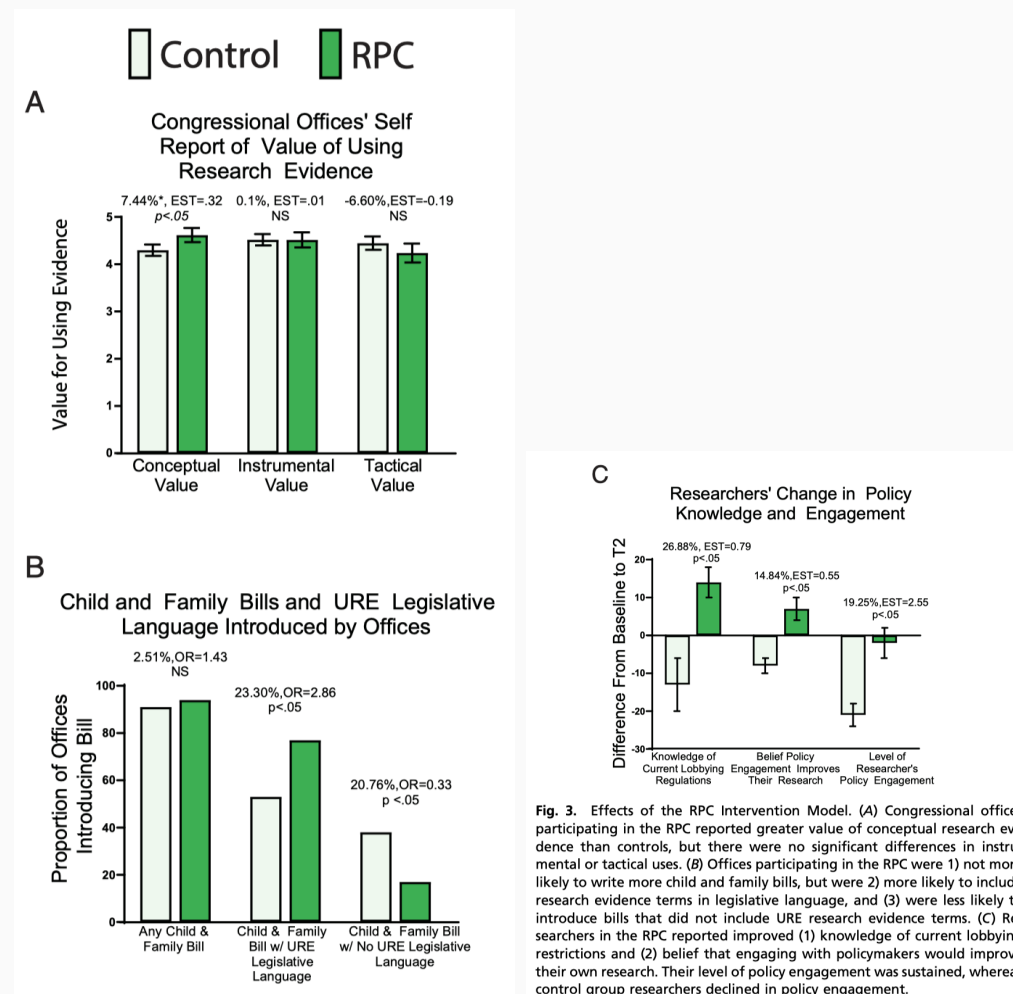 Control RPC
A
Congressional Offices' Self
Report of Value of Using
Research Evidence
7.44%*, EST=.32 0.1%, EST=.01 -6.60%,EST=-0.19
p<.05 NS NS
Value for Using Evidence
5
4
3
2
1
0
Conceptual Instrumental Tactical
Value Value Value
B
Child and Family Bills and URE Legislative
Language Introduced by Offices
2.51%,OR=1.43
NS
23.30%,OR=2.86
p<.05
20.76%,OR=0.33
p <.05
Proportion of Offices
Introducing Bill
100
80
60
40
20
0
Any Child & Child & Family Child & Family Bill
Family Bill Bill w/ URE w/ No URE Legislative
Legislative Language
Language
C
Researchers' Change in Policy
Knowledge and Engagement
26.88%, EST=0.79
p<.05
14.84%,EST=0.55
p<.05
19.25%,EST=2.55
p<.05
Difference From Baseline to T2
20
10
0
-10
-20
-30
Knowledge of Belief Policy Level of
Current Lobbying Engagement Improves Researcher's
Regulations Their Research Policy Engagement
Fig. 3. Effects of the RPC Intervention Model. (A) Congressional office
participating in the RPC reported greater value of conceptual research ev
dence than controls, but there were no significant differences in instru
mental or tactical uses. (B) Offices participating in the RPC were 1) not mor
likely to write more child and family bills, but were 2) more likely to includ
research evidence terms in legislative language, and (3) were less likely t
introduce bills that did not include URE research evidence terms. (C) Re
searchers in the RPC reported improved (1) knowledge of current lobbyin
restrictions and (2) belief that engaging with policymakers would improv
their own research. Their level of policy engagement was sustained, wherea
control group researchers declined in policy engagement.